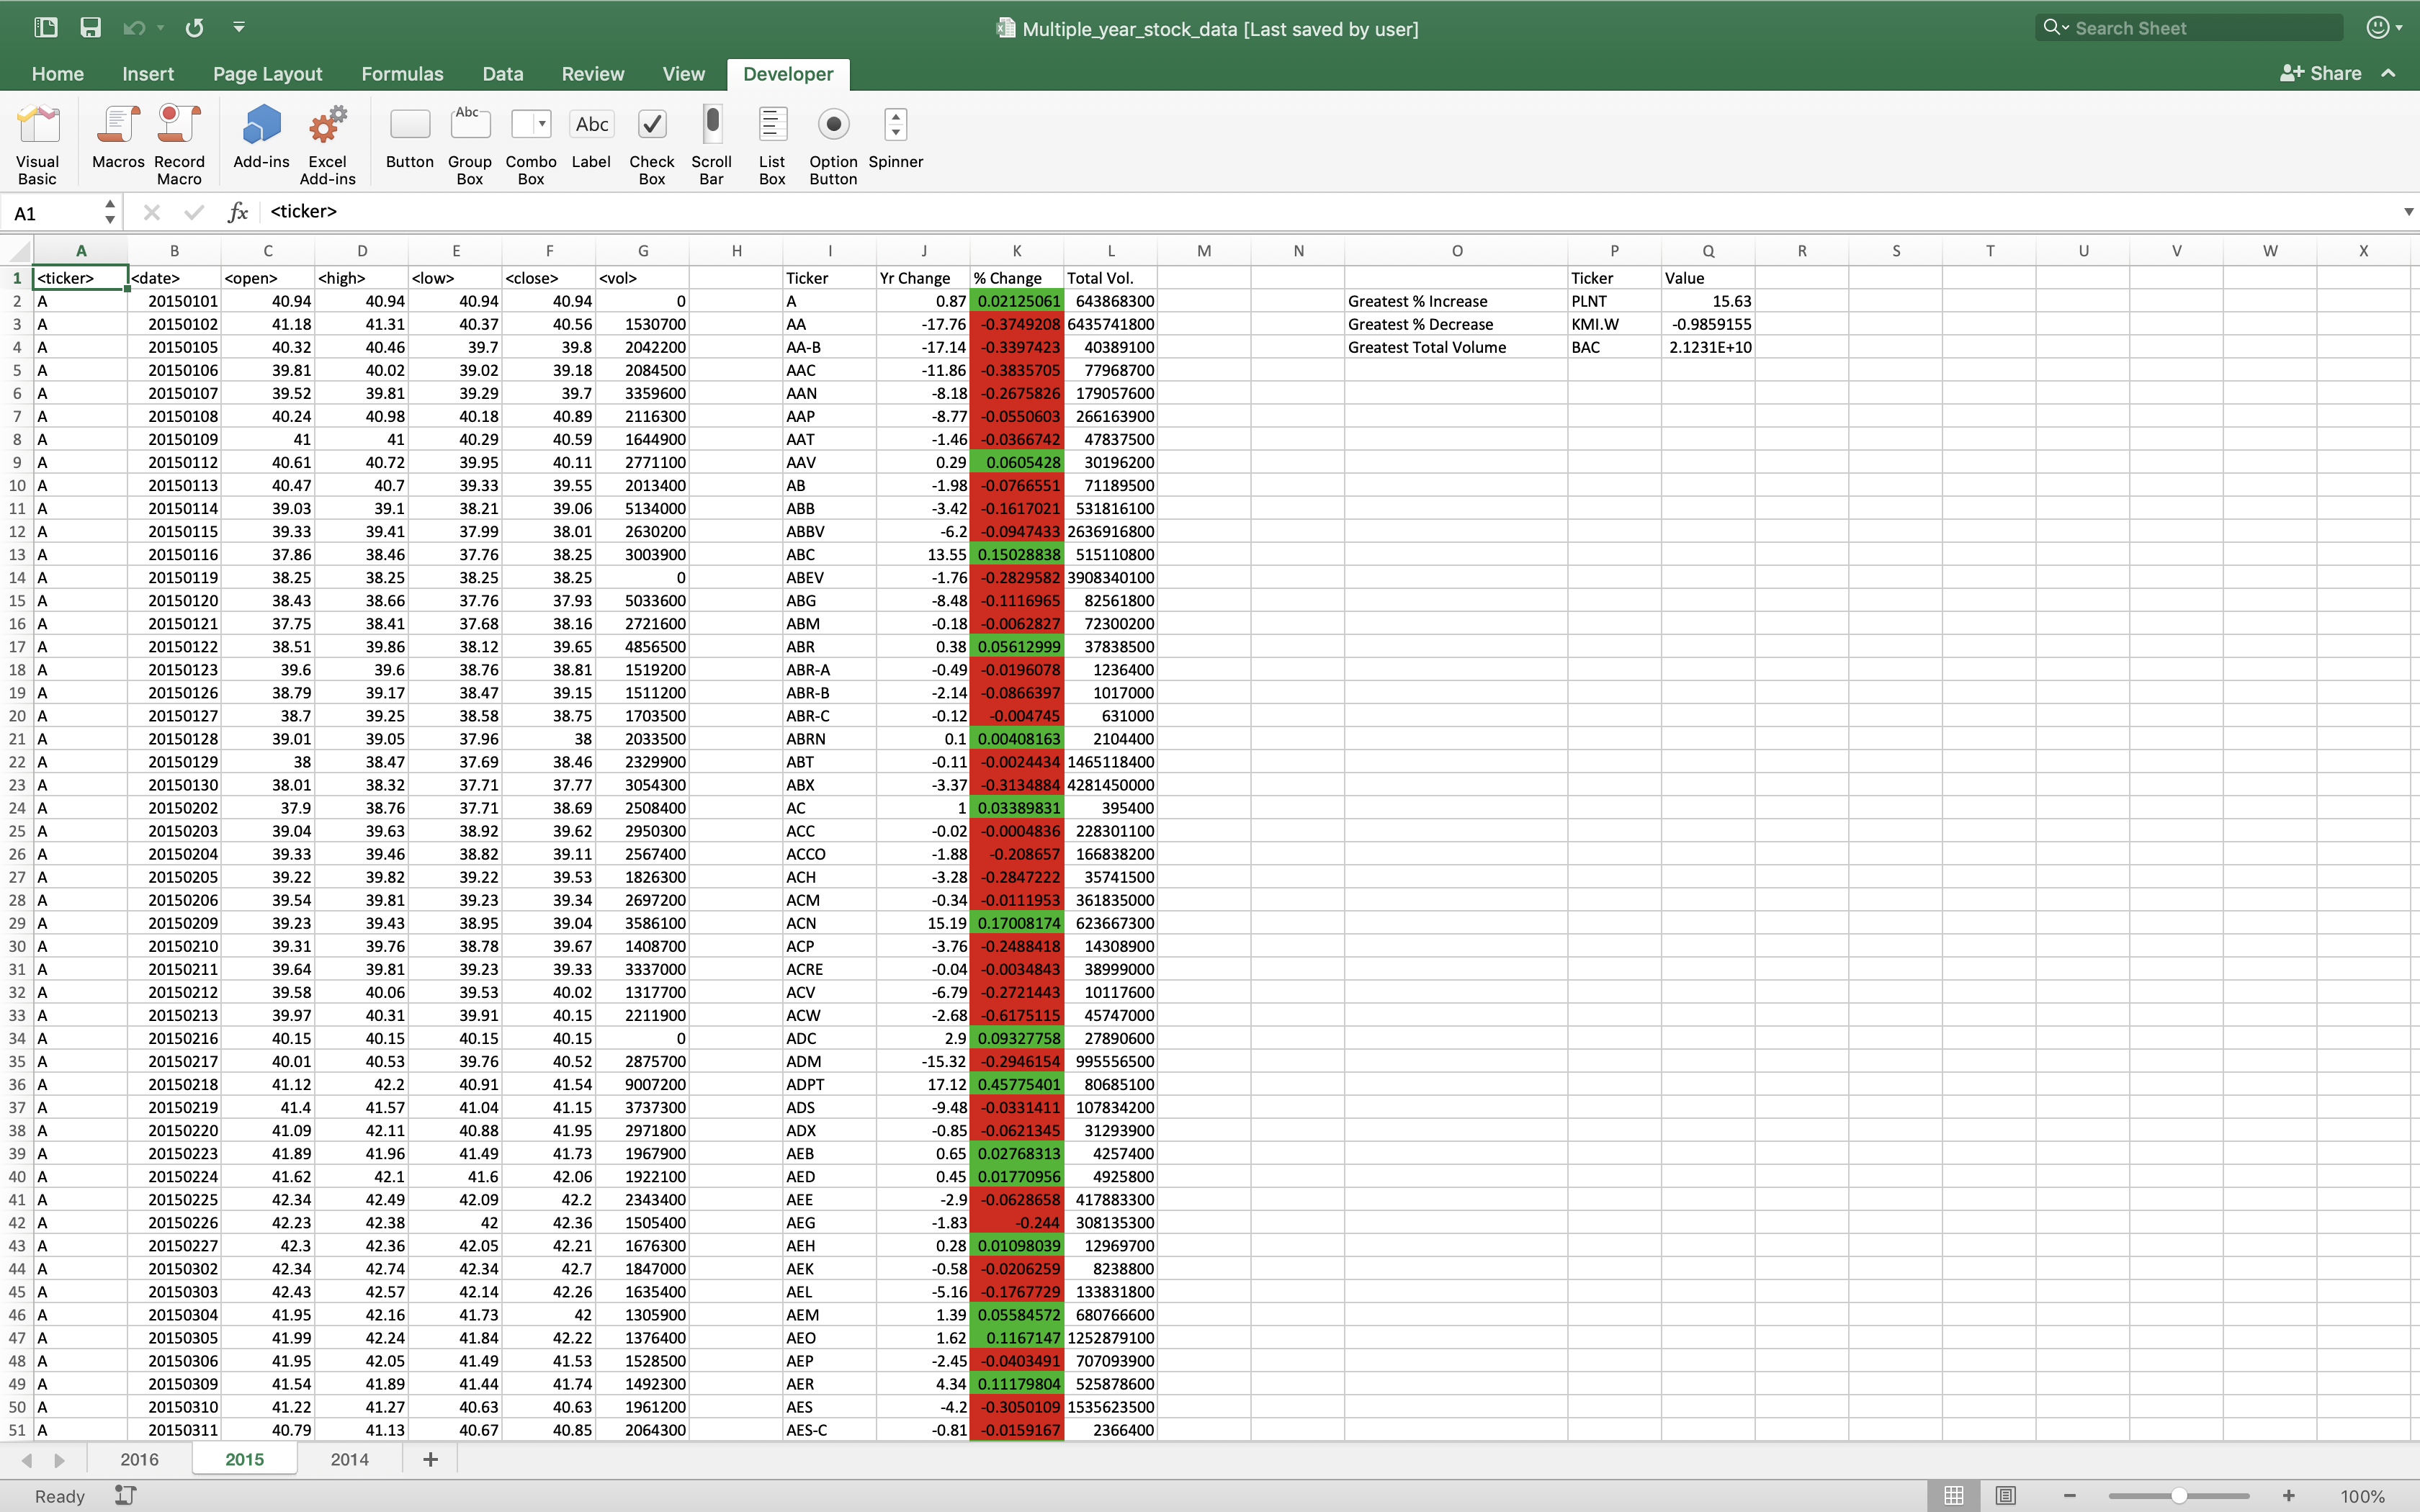 Multiple_year_stock_data [Last saved by user]
Search Sheet
Home Insert Page Layout Formulas Data Review View Developer Share
Visual Basic Macros Record Macro Add-ins Excel Add-ins Button Group Box Combo Box Label Check Box Scroll Bar List Box Option Button Spinner
Abc Abc
A1 fx <ticker>
A B C D E F G H I J K L M N O P Q R S T U V W X
1 <ticker> <date> <open> <high> <low> <close> <vol> Ticker Yr Change % Change Total Vol. Ticker Value
2 A 20150101 40.94 40.94 40.94 40.94 0 A 0.87 0.02125061 643868300 Greatest % Increase PLNT 15.63
3 A 20150102 41.18 41.31 40.37 40.56 1530700 AA -17.76 -0.3749208 6435741800 Greatest % Decrease KMI.W -0.9859155
4 A 20150105 40.32 40.46 39.7 39.8 2042200 AA-B -17.14 -0.3397423 40389100 Greatest Total Volume BAC 2.1231E+10
5 A 20150106 39.81 40.02 39.02 39.18 2084500 AAC -11.86 -0.3835705 77968700
6 A 20150107 39.52 39.81 39.29 39.7 3359600 AAN -8.18 -0.2675826 179057600
7 A 20150108 40.24 40.98 40.18 40.89 2116300 AAP -8.77 -0.0550603 266163900
8 A 20150109 41 41 40.29 40.59 1644900 AAT -1.46 -0.0366742 47837500
9 A 20150112 40.61 40.72 39.95 40.11 2771100 AAV 0.29 0.0605428 30196200
10 A 20150113 40.47 40.7 39.33 39.55 2013400 AB -1.98 -0.0766551 71189500
11 A 20150114 39.03 39.1 38.21 39.06 5134000 ABB -3.42 -0.1617021 531816100
12 A 20150115 39.33 39.41 37.99 38.01 2630200 ABBV -6.2 -0.0947433 2636916800
13 A 20150116 37.86 38.46 37.76 38.25 3003900 ABC 13.55 0.15028838 515110800
14 A 20150119 38.25 38.25 38.25 38.25 0 ABEV -1.76 -0.2829582 3908340100
15 A 20150120 38.43 38.66 37.76 37.93 5033600 ABG -8.48 -0.1116965 82561800
16 A 20150121 37.75 38.41 37.68 38.16 2721600 ABM -0.18 -0.0062827 72300200
17 A 20150122 38.51 39.86 38.12 39.65 4856500 ABR 0.38 0.05612999 37838500
18 A 20150123 39.6 39.6 38.76 38.81 1519200 ABR-A -0.49 -0.0196078 1236400
19 A 20150126 38.79 39.17 38.47 39.15 1511200 ABR-B -2.14 -0.0866397 1017000
20 A 20150127 38.7 39.25 38.58 38.75 1703500 ABR-C -0.12 -0.004745 631000
21 A 20150128 39.01 39.05 37.96 38 2033500 ABRN 0.1 0.00408163 2104400
22 A 20150129 38 38.47 37.69 38.46 2329900 ABT -0.11 -0.0024434 1465118400
23 A 20150130 38.01 38.32 37.71 37.77 3054300 ABX -3.37 -0.3134884 4281450000
24 A 20150202 37.9 38.76 37.71 38.69 2508400 AC 1 0.03389831 395400
25 A 20150203 39.04 39.63 38.92 39.62 2950300 ACC -0.02 -0.0004836 228301100
26 A 20150204 39.33 39.46 38.82 39.11 2567400 ACCO -1.88 -0.208657 166838200
27 A 20150205 39.22 39.82 39.22 39.53 1826300 ACH -3.28 -0.2847222 35741500
28 A 20150206 39.54 39.81 39.23 39.34 2697200 ACM -0.34 -0.0111953 361835000
29 A 20150209 39.23 39.43 38.95 39.04 3586100 ACN 15.19 0.17008174 623667300
30 A 20150210 39.31 39.76 38.78 39.67 1408700 ACP -3.76 -0.2488418 14308900
31 A 20150211 39.64 39.81 39.23 39.33 3337000 ACRE -0.04 -0.0034843 38999000
32 A 20150212 39.58 40.06 39.53 40.02 1317700 ACV -6.79 -0.2721443 10117600
33 A 20150213 39.97 40.31 39.91 40.15 2211900 ACW -2.68 -0.6175115 45747000
34 A 20150216 40.15 40.15 40.15 40.15 0 ADC 2.9 0.09327758 27890600
35 A 20150217 40.01 40.53 39.76 40.52 2875700 ADM -15.32 -0.2946154 995556500
36 A 20150218 41.12 42.2 40.91 41.54 9007200 ADPT 17.12 0.45775401 80685100
37 A 20150219 41.4 41.57 41.04 41.15 3737300 ADS -9.48 -0.0331411 107834200
38 A 20150220 41.09 42.11 40.88 41.95 2971800 ADX -0.85 -0.0621345 31293900
39 A 20150223 41.89 41.96 41.49 41.73 1967900 AEB 0.65 0.02768313 4257400
40 A 20150224 41.62 42.1 41.6 42.06 1922100 AED 0.45 0.01770956 4925800
41 A 20150225 42.34 42.49 42.09 42.2 2343400 AEE -2.9 -0.0628658 417883300
42 A 20150226 42.23 42.38 42 42.36 1505400 AEG -1.83 -0.244 308135300
43 A 20150227 42.3 42.36 42.05 42.21 1676300 AEH 0.28 0.01098039 12969700
44 A 20150302 42.34 42.74 42.34 42.7 1847000 AEK -0.58 -0.0206259 8238800
45 A 20150303 42.43 42.57 42.14 42.26 1635400 AEL -5.16 -0.1767729 133831800
46 A 20150304 41.95 42.16 41.73 42 1305900 AEM 1.39 0.05584572 680766600
47 A 20150305 41.99 42.24 41.84 42.22 1376400 AEO 1.62 0.1167147 1252879100
48 A 20150306 41.95 42.05 41.49 41.53 1528500 AEP -2.45 -0.0403491 707093900
49 A 20150309 41.54 41.89 41.44 41.74 1492300 AER 4.34 0.11179804 525878600
50 A 20150310 41.22 41.27 40.63 40.63 1961200 AES -4.2 -0.3050109 1535623500
51 A 20150311 40.79 41.13 40.67 40.85 2064300 AES-C -0.81 -0.0159167 2366400
2016 2015 2014
Ready 100%